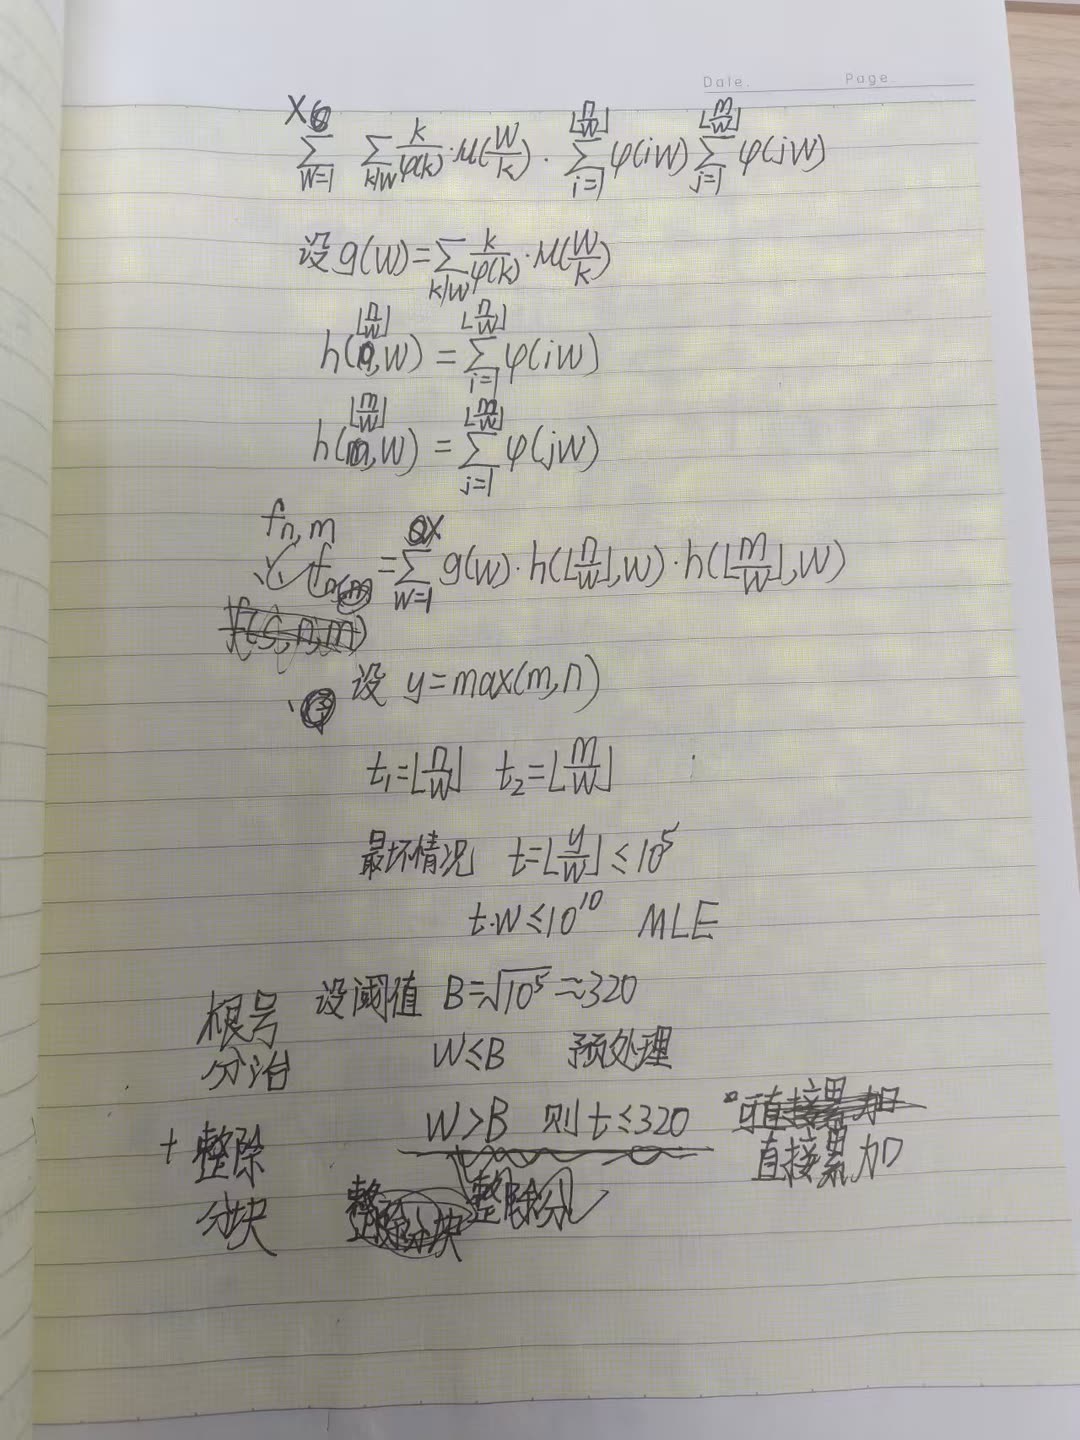 Date. Page.
X
∑_{W=1} ∑_{k|W} k/φ(k) · μ(W/k) · ∑_{i=1}^{⌊n/W⌋} φ(iW) ∑_{j=1}^{⌊m/W⌋} φ(jW)
设 g(W) = ∑_{k|W} k/φ(k) · μ(W/k)
h(⌊n/W⌋, W) = ∑_{i=1}^{⌊n/W⌋} φ(iW)
h(⌊m/W⌋, W) = ∑_{j=1}^{⌊m/W⌋} φ(jW)
f_{n,m}
= ∑_{W=1}^{X} g(W) · h(⌊n/W⌋, W) · h(⌊m/W⌋, W)
设 y = max(m, n)
t₁ = ⌊n/W⌋ t₂ = ⌊m/W⌋
最坏情况 t = ⌊y/W⌋ ≤ 10⁵
t·W ≤ 10¹⁰ MLE
设阈值 B = √10⁵ ≈ 320
根号
分治
W ≤ B 预处理
W > B 则 t ≤ 320 直接累加
+ 整除
分块
整除分